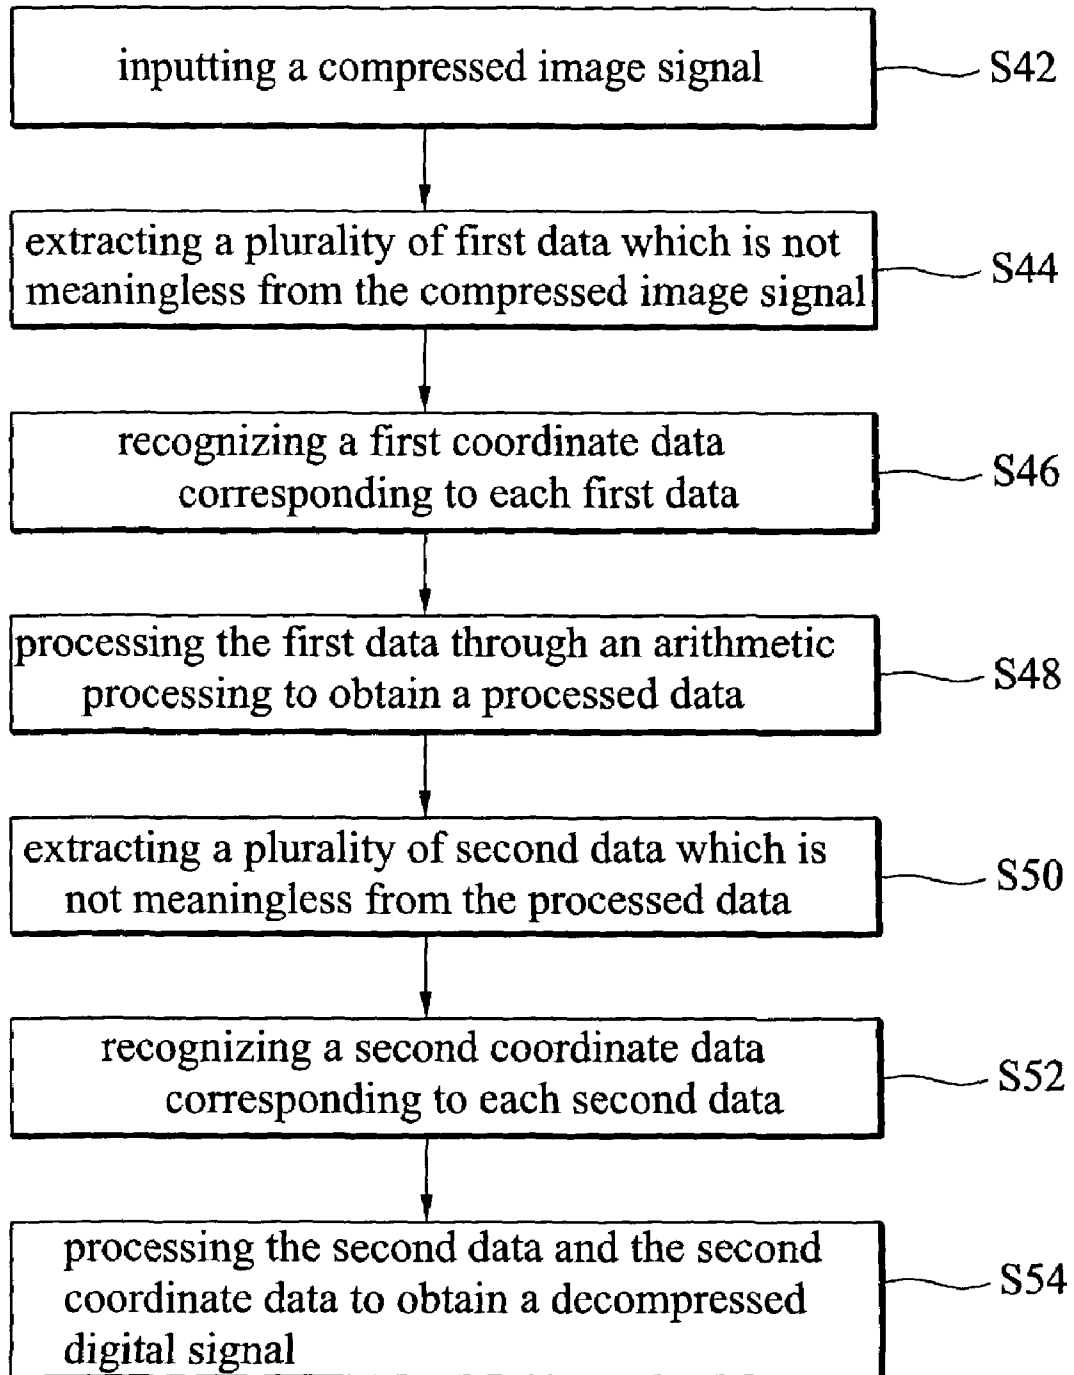 inputting a compressed image signal
S42
extracting a plurality of first data which is not
meaningless from the compressed image signal
S44
recognizing a first coordinate data
corresponding to each first data
S46
processing the first data through an arithmetic
processing to obtain a processed data
S48
extracting a plurality of second data which is
not meaningless from the processed data
S50
recognizing a second coordinate data
corresponding to each second data
S52
processing the second data and the second
coordinate data to obtain a decompressed
digital signal
S54